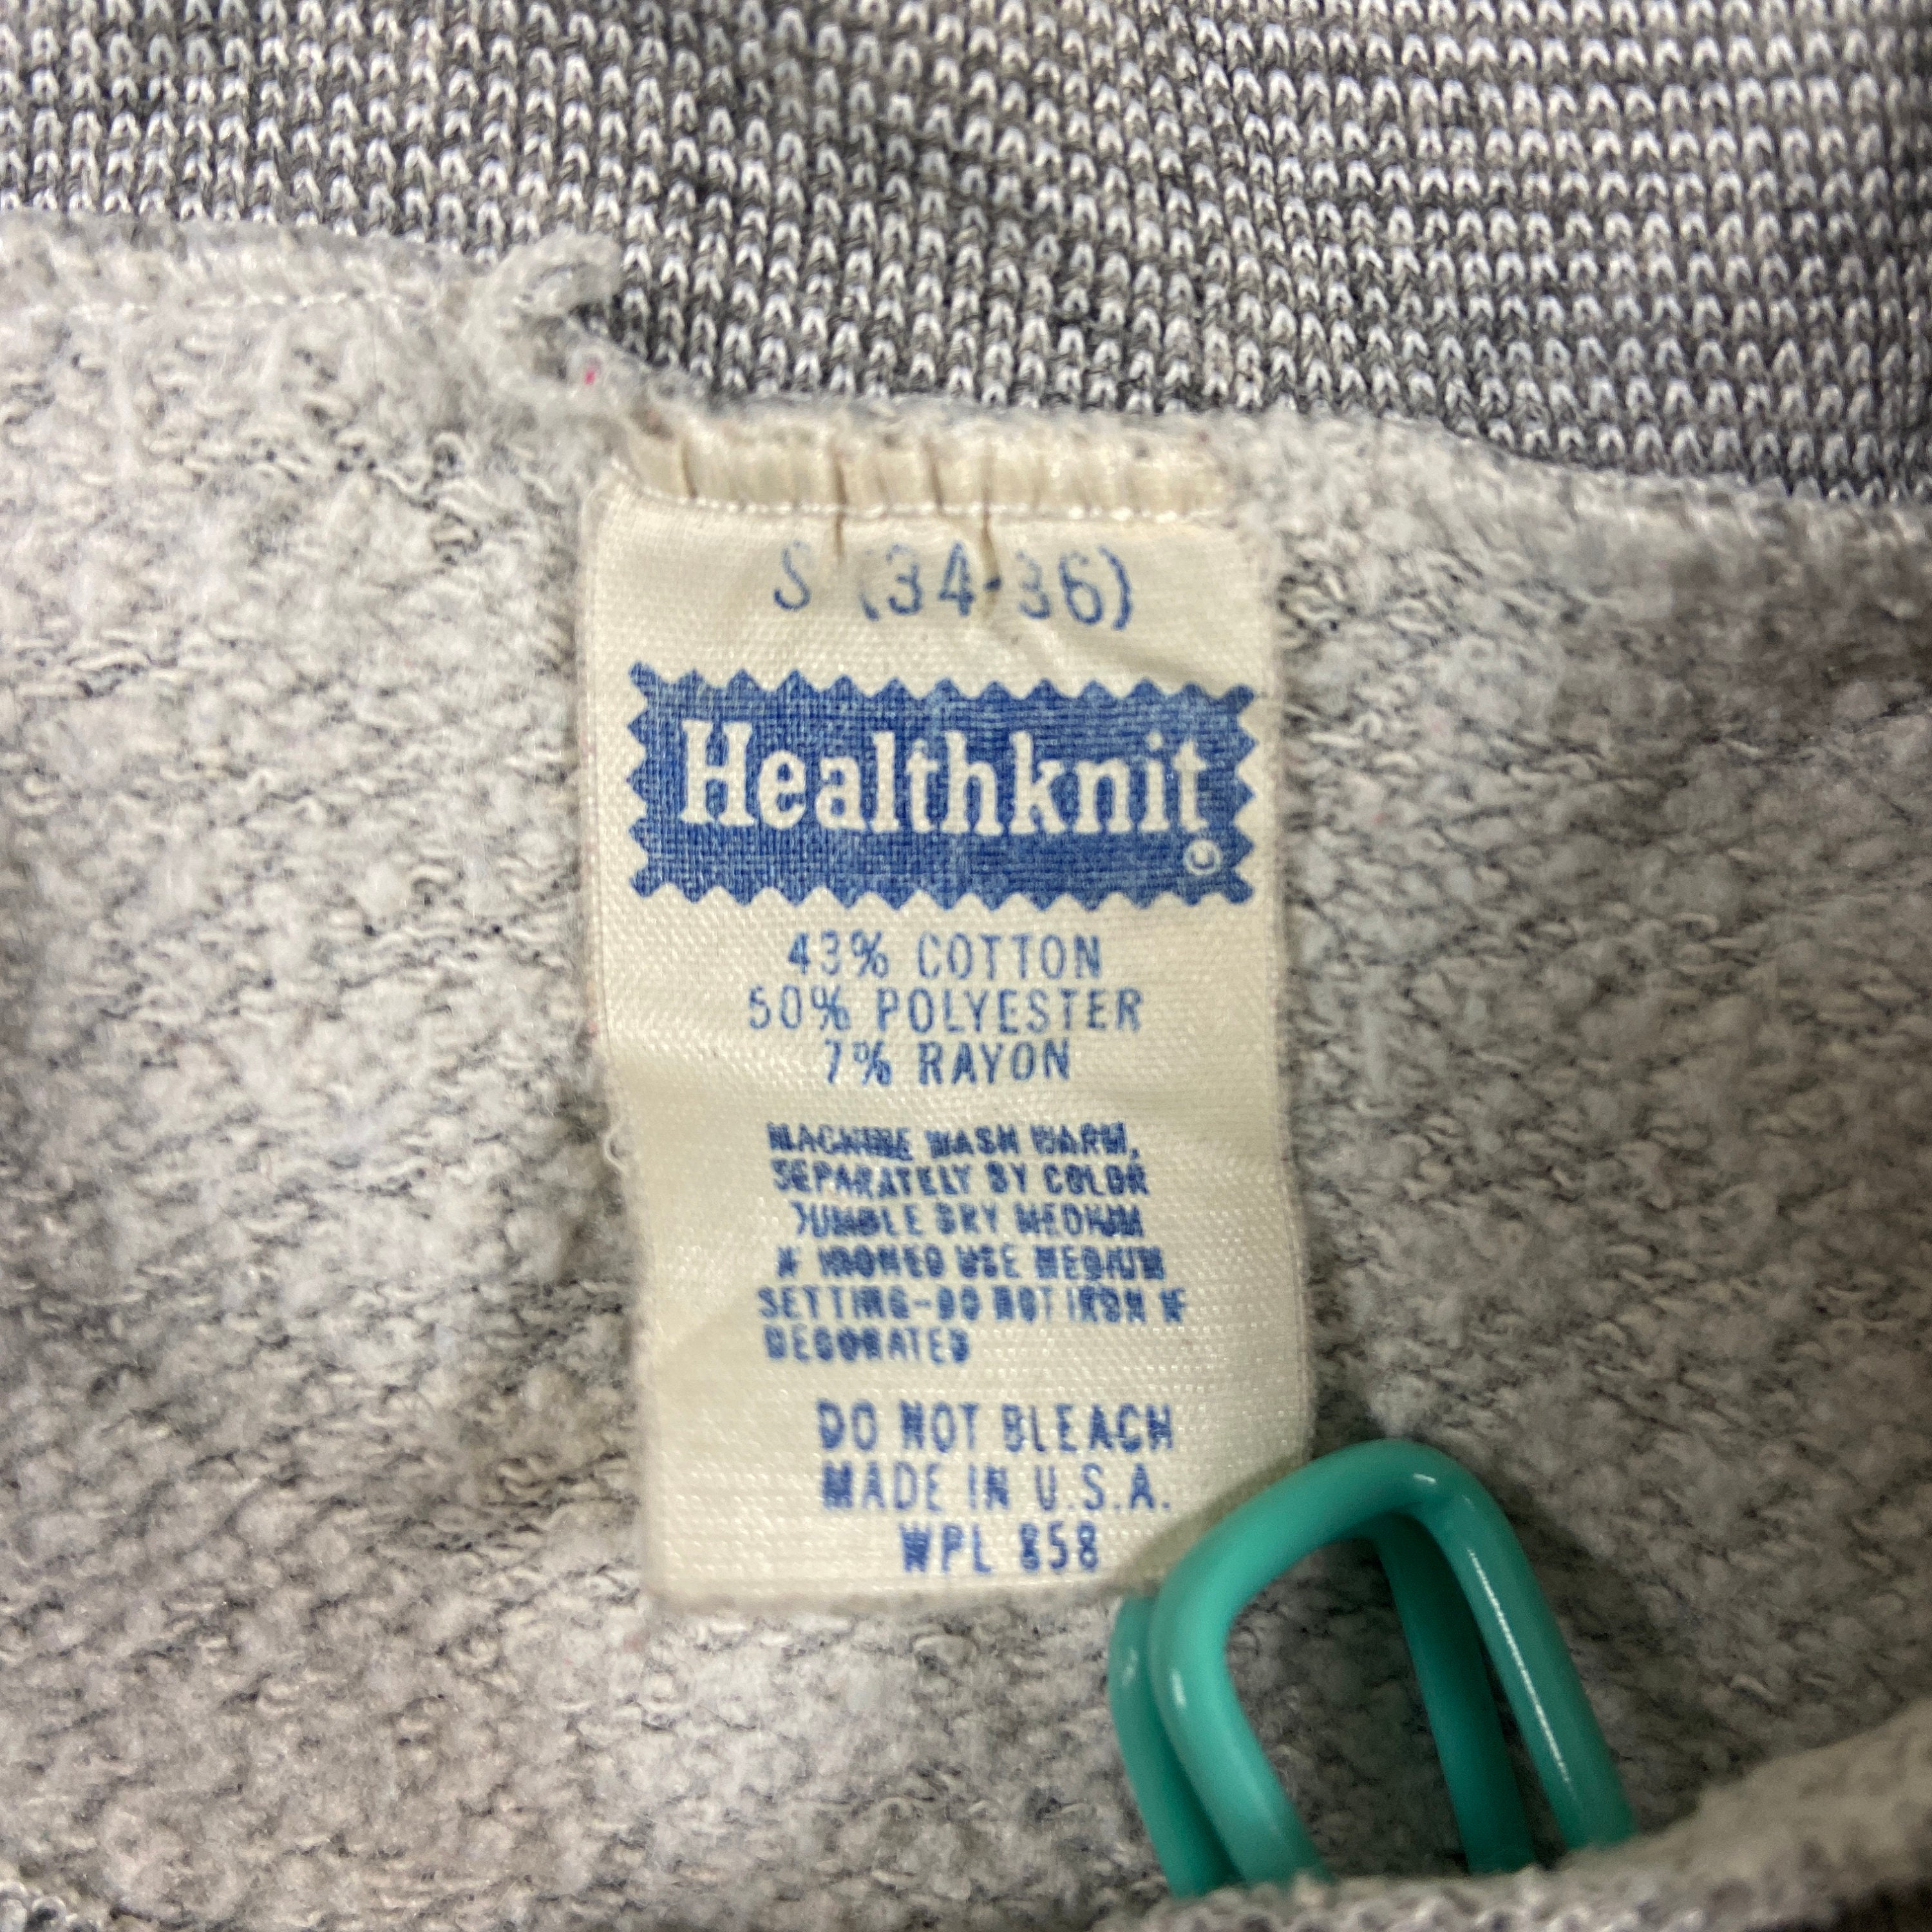 S (34-36)
Healthknit
43% COTTON
50% POLYESTER
7% RAYON
MACHINE WASH WARM,
SEPARATELY BY COLOR
TUMBLE DRY MEDIUM
IF IRONED USE MEDIUM
SETTING-DO NOT IRON IF
DECORATED
DO NOT BLEACH
MADE IN U.S.A.
WPL 858